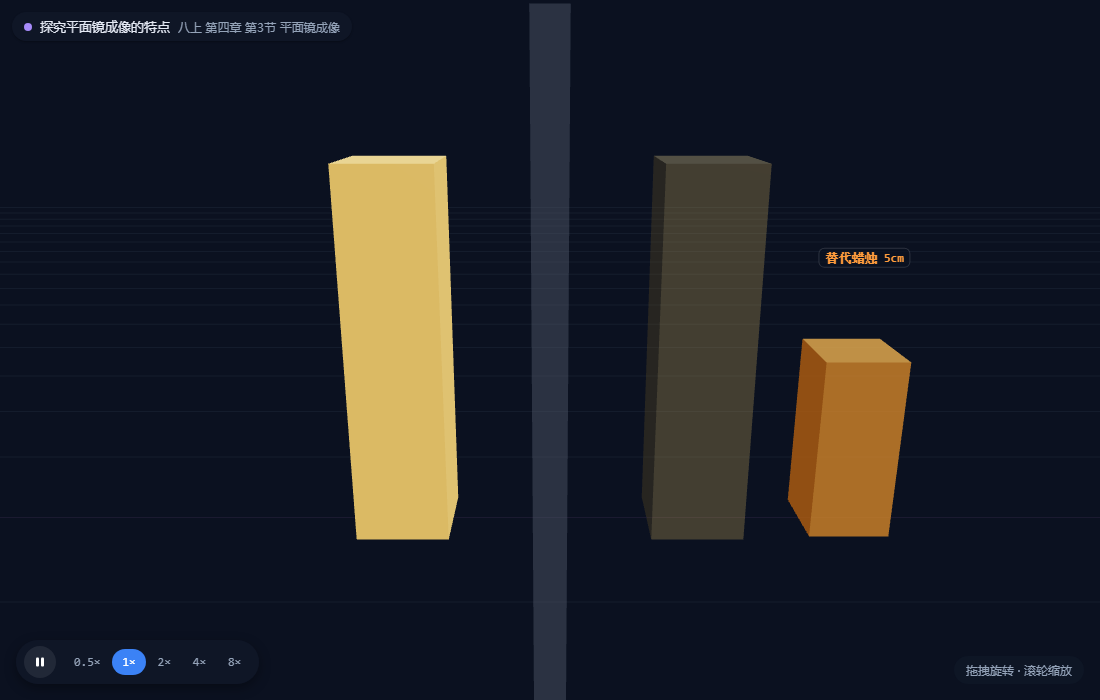 探究平面镜成像的特点 八上 第四章 第3节 平面镜成像
替代蜡烛 5cm
0.5× 1× 2× 4× 8×
拖拽旋转 · 滚轮缩放